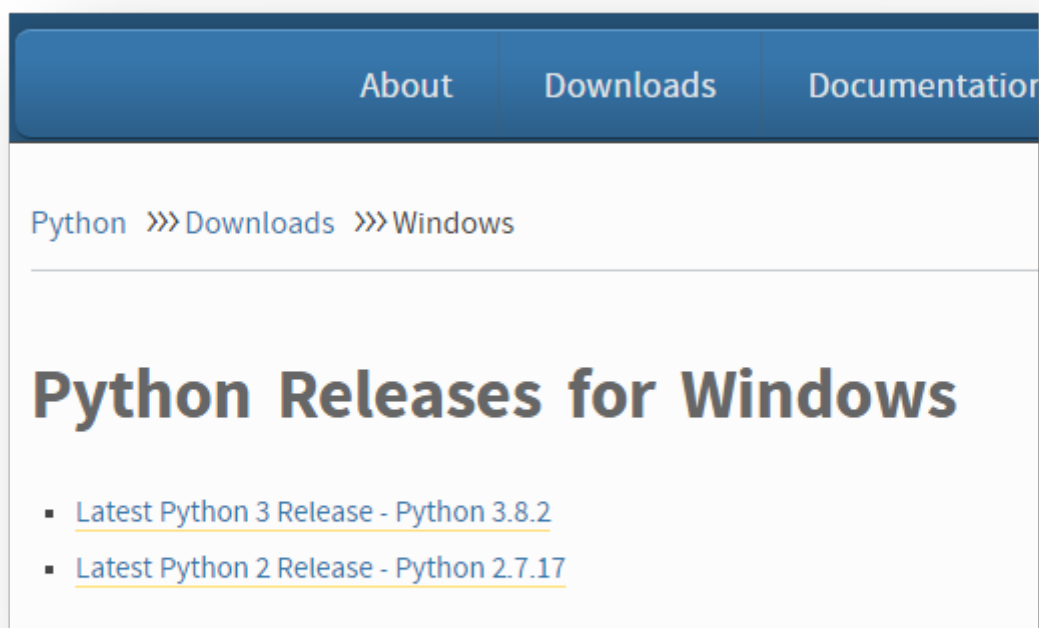 About Downloads Documentation
Python >>> Downloads >>> Windows
Python Releases for Windows
▪ Latest Python 3 Release - Python 3.8.2
▪ Latest Python 2 Release - Python 2.7.17